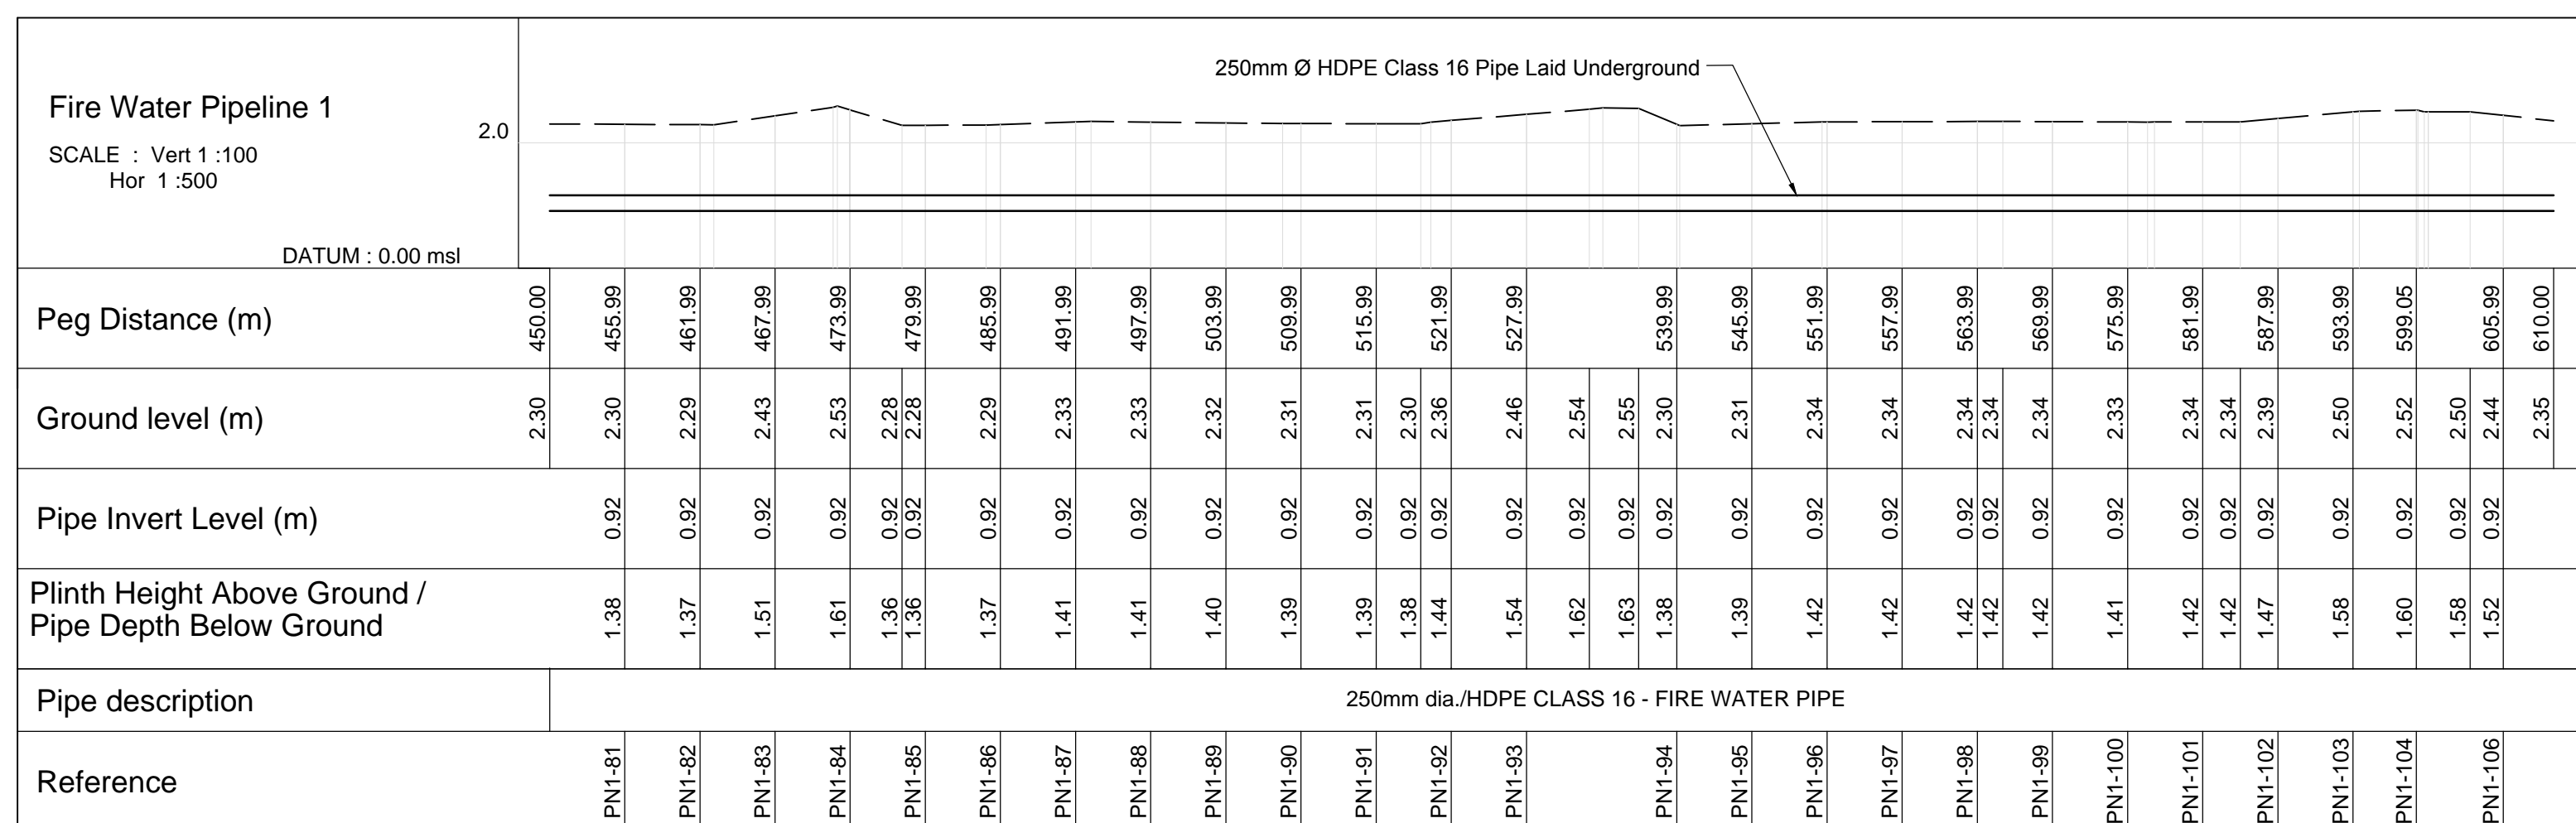 250mm Ø HDPE Class 16 Pipe Laid Underground
Fire Water Pipeline 1
2.0
SCALE : Vert 1 :100
Hor 1 :500
DATUM : 0.00 msl
Peg Distance (m) 450.00 455.99 461.99 467.99 473.99 479.99 485.99 491.99 497.99 503.99 509.99 515.99 521.99 527.99 539.99 545.99 551.99 557.99 563.99 569.99 575.99 581.99 587.99 593.99 599.05 605.99 610.00
Ground level (m) 2.30 2.30 2.29 2.43 2.53 2.28 2.28 2.29 2.33 2.33 2.32 2.31 2.31 2.30 2.36 2.46 2.54 2.55 2.30 2.31 2.34 2.34 2.34 2.34 2.34 2.33 2.34 2.34 2.39 2.50 2.52 2.50 2.44 2.35
Pipe Invert Level (m) 0.92 0.92 0.92 0.92 0.92 0.92 0.92 0.92 0.92 0.92 0.92 0.92 0.92 0.92 0.92 0.92 0.92 0.92 0.92 0.92 0.92 0.92 0.92 0.92 0.92 0.92 0.92 0.92 0.92 0.92 0.92 0.92
Plinth Height Above Ground /
Pipe Depth Below Ground
1.38 1.37 1.51 1.61 1.36 1.36 1.37 1.41 1.41 1.40 1.39 1.39 1.38 1.44 1.54 1.62 1.63 1.38 1.39 1.42 1.42 1.42 1.42 1.42 1.41 1.42 1.42 1.47 1.58 1.60 1.58 1.52
Pipe description 250mm dia./HDPE CLASS 16 - FIRE WATER PIPE
Reference PN1-81 PN1-82 PN1-83 PN1-84 PN1-85 PN1-86 PN1-87 PN1-88 PN1-89 PN1-90 PN1-91 PN1-92 PN1-93 PN1-94 PN1-95 PN1-96 PN1-97 PN1-98 PN1-99 PN1-100 PN1-101 PN1-102 PN1-103 PN1-104 PN1-106